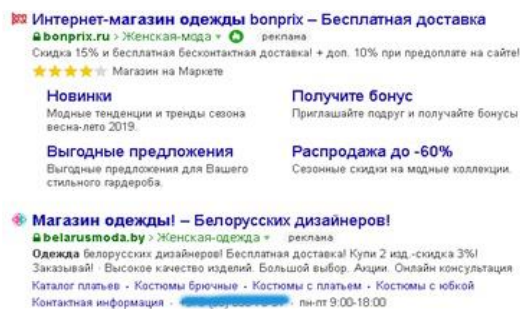 Интернет-магазин одежды bonprix – Бесплатная доставка
bonprix.ru > Женская-мода реклама
Скидка 15% и бесплатная бесконтактная доставка! + доп. 10% при предоплате на сайте!
Магазин на Маркете
Новинки
Модные тенденции и тренды сезона
весна-лето 2019.
Получите бонус
Приглашайте подруг и получайте бонусы
Выгодные предложения
Выгодные предложения для Вашего
стильного гардероба.
Распродажа до -60%
Сезонные скидки на модные коллекции.
Магазин одежды! – Белорусских дизайнеров!
belarusmoda.by > Женская-одежда реклама
Одежда белорусских дизайнеров! Бесплатная доставка! Купи 2 изд.-скидка 3%!
Заказывай! · Высокое качество изделий. Большой выбор. Акции. Онлайн консультация
Каталог платьев · Костюмы брючные · Костюмы с платьем · Костюмы с юбкой
Контактная информация · пн-пт 9:00-18:00